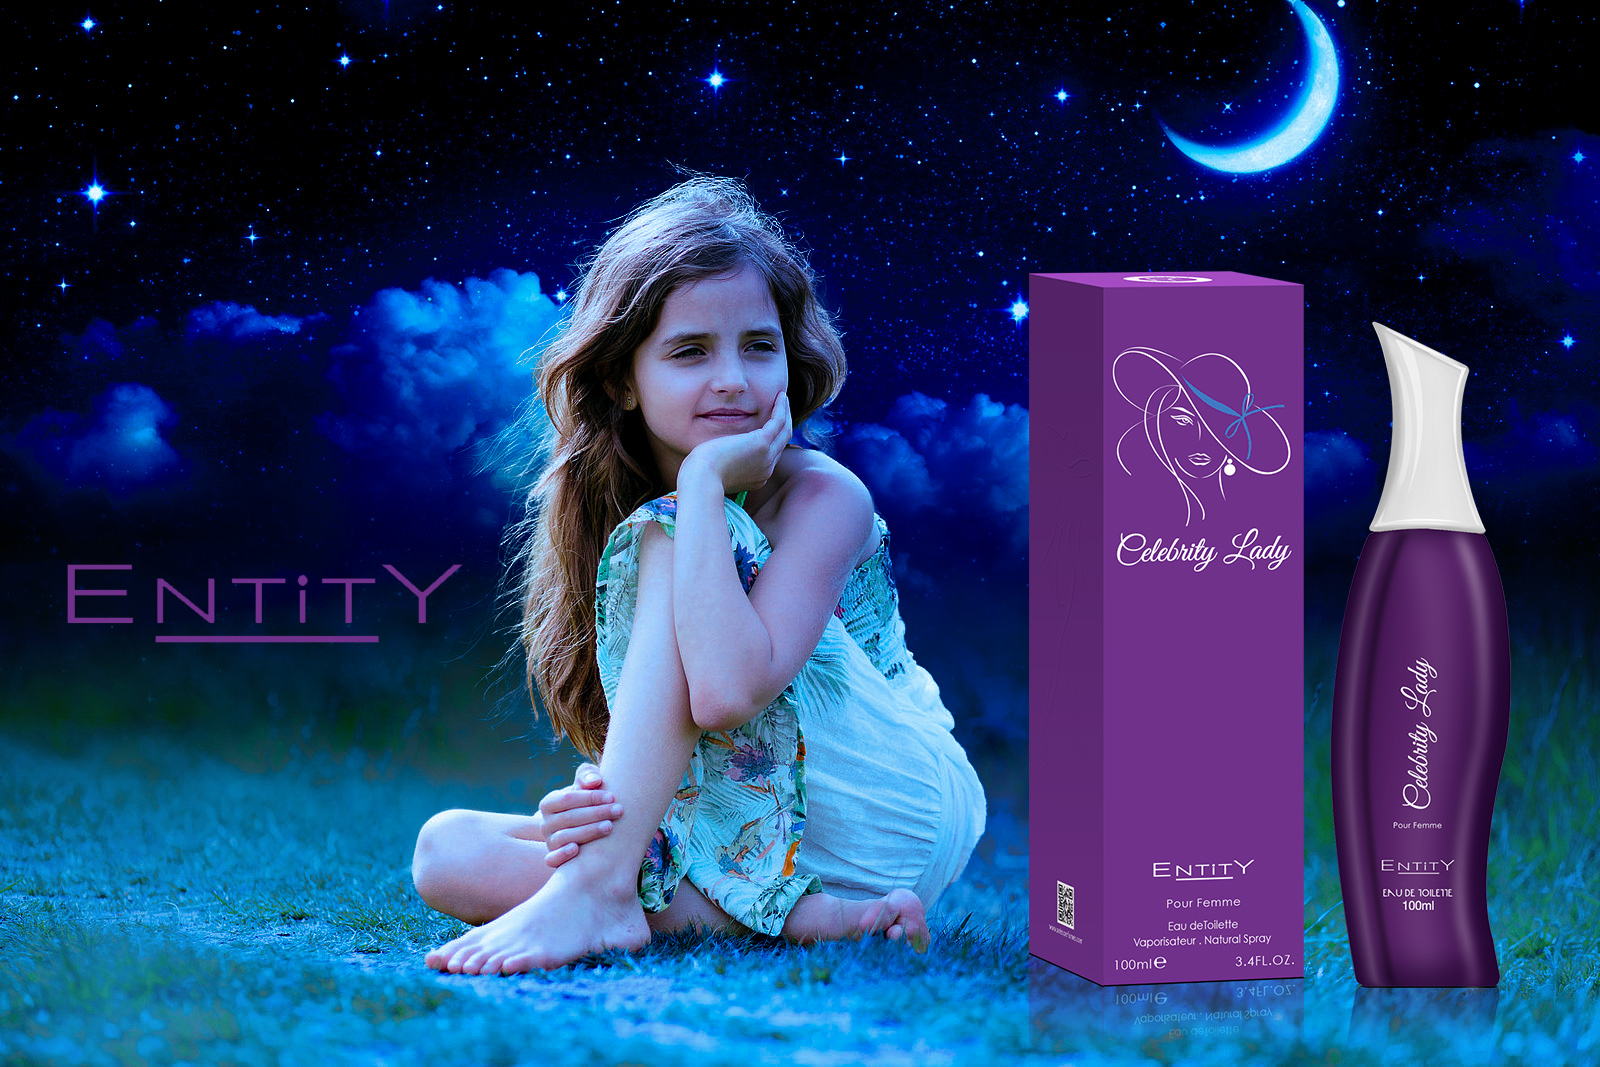 ENTITY
Celebrity Lady
ENTITY
Pour Femme
Eau deToilette
Vaporisateur . Natural Spray
100ml℮ 3.4FL.OZ.
Celebrity Lady
Pour Femme
ENTITY
EAU DE TOILETTE
100ml